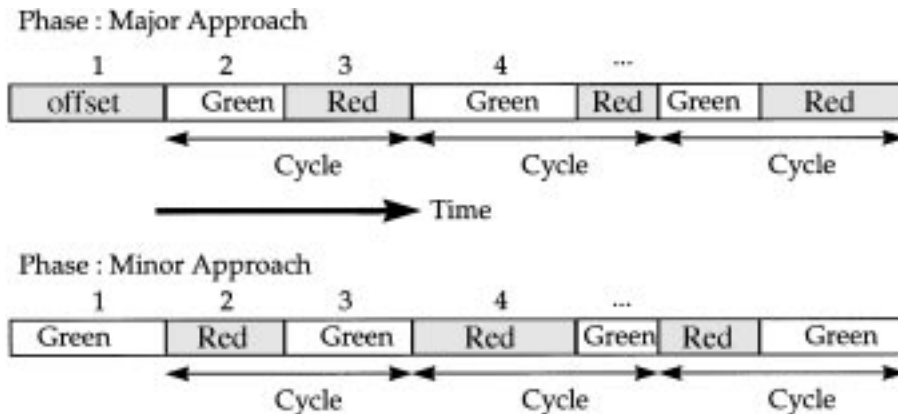 Phase : Major Approach
1 2 3 4 ...
offset Green Red Green Red Green Red
Cycle Cycle Cycle
Time
Phase : Minor Approach
1 2 3 4 ...
Green Red Green Red Green Red Green
Cycle Cycle Cycle